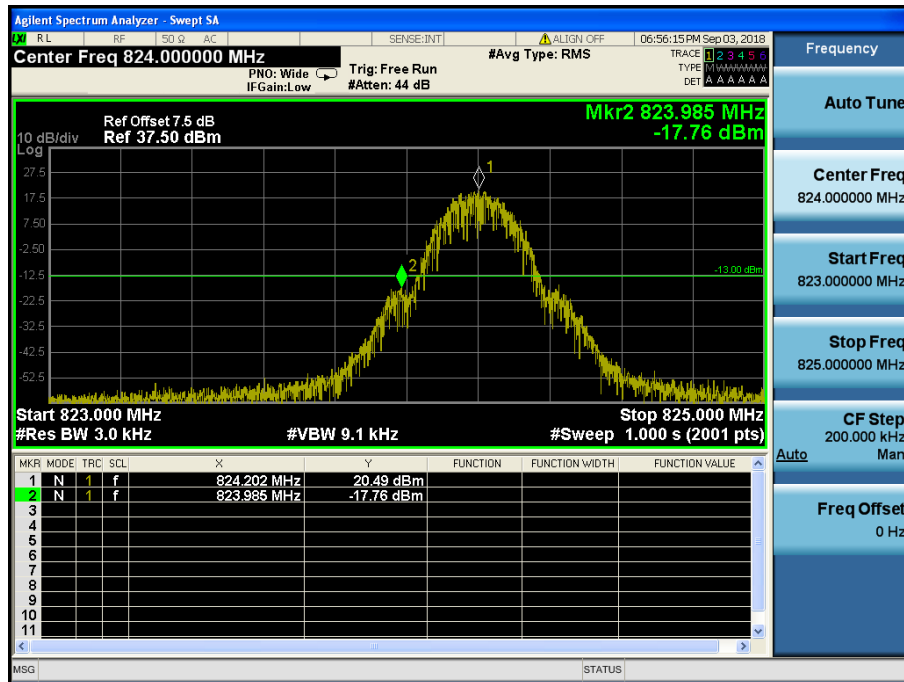 Agilent Spectrum Analyzer - Swept SA
LXI RL RF 50 Ω AC SENSE:INT ALIGN OFF 06:56:15 PM Sep 03, 2018
Center Freq 824.000000 MHz
#Avg Type: RMS
TRACE 1 2 3 4 5 6
TYPE M WWWWW
DET A A A A A A
PNO: Wide
IFGain:Low
Trig: Free Run
#Atten: 44 dB
Mkr2 823.985 MHz
-17.76 dBm
Ref Offset 7.5 dB
10 dB/div Ref 37.50 dBm
Log
27.5
17.5
7.50
-2.50
-12.5
-22.5
-32.5
-42.5
-52.5
1
2
-13.00 dBm
Start 823.000 MHz Stop 825.000 MHz
#Res BW 3.0 kHz #VBW 9.1 kHz #Sweep 1.000 s (2001 pts)
MKR MODE TRC SCL X Y FUNCTION FUNCTION WIDTH FUNCTION VALUE
1 N 1 f 824.202 MHz 20.49 dBm
2 N 1 f 823.985 MHz -17.76 dBm
3
4
5
6
7
8
9
10
11
MSG STATUS
Frequency
Auto Tune
Center Freq
824.000000 MHz
Start Freq
823.000000 MHz
Stop Freq
825.000000 MHz
CF Step
200.000 kHz
Auto Man
Freq Offset
0 Hz